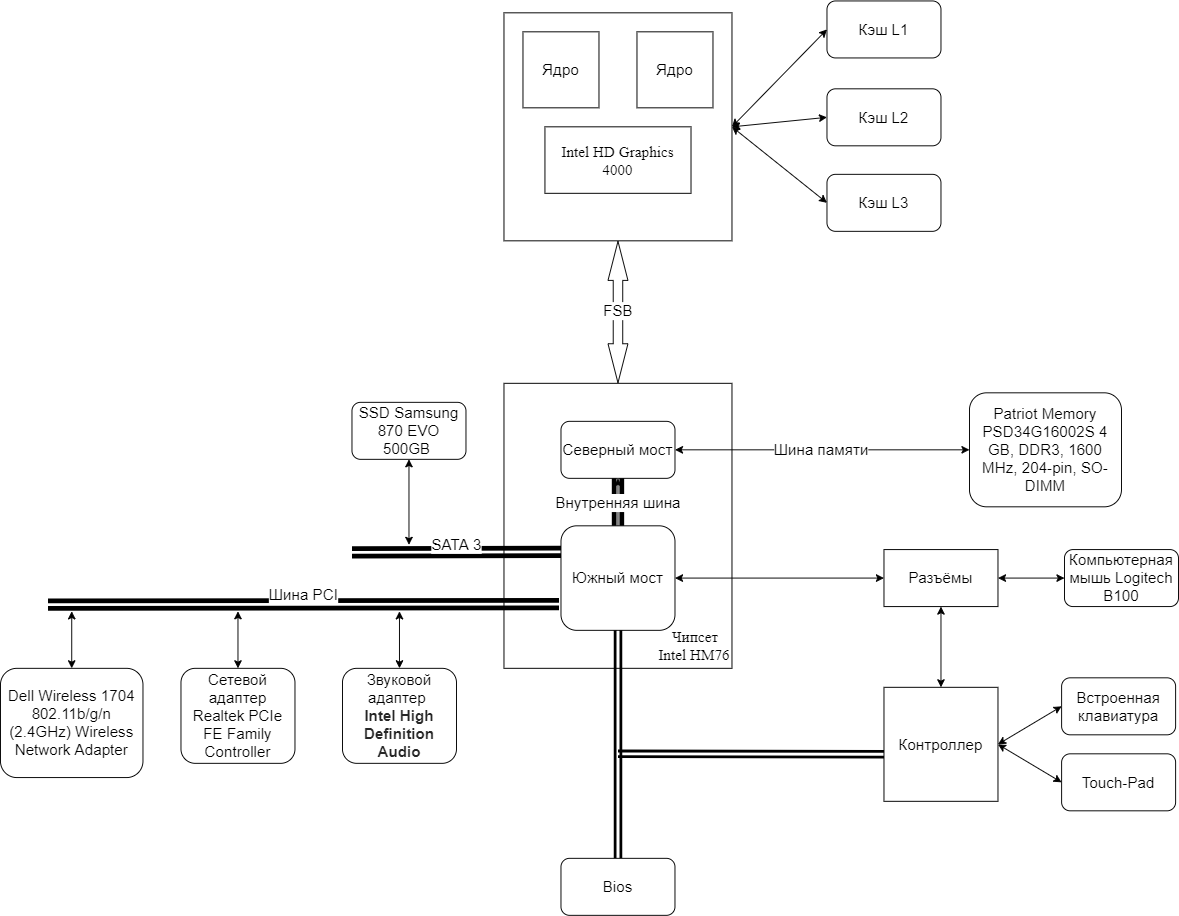 Кэш L1
Ядро
Ядро
Кэш L2
Intel HD Graphics
4000
Кэш L3
FSB
SSD Samsung
870 EVO
500GB
Северный мост
Шина памяти
Patriot Memory
PSD34G16002S 4
GB, DDR3, 1600
MHz, 204-pin, SO-
DIMM
Внутренняя шина
SATA 3
Южный мост
Разъёмы
Компьютерная
мышь Logitech
B100
Шина PCI
Чипсет
Intel HM76
Dell Wireless 1704
802.11b/g/n
(2.4GHz) Wireless
Network Adapter
Сетевой
адаптер
Realtek PCIe
FE Family
Controller
Звуковой
адаптер
Intel High
Definition
Audio
Контроллер
Встроенная
клавиатура
Touch-Pad
Bios